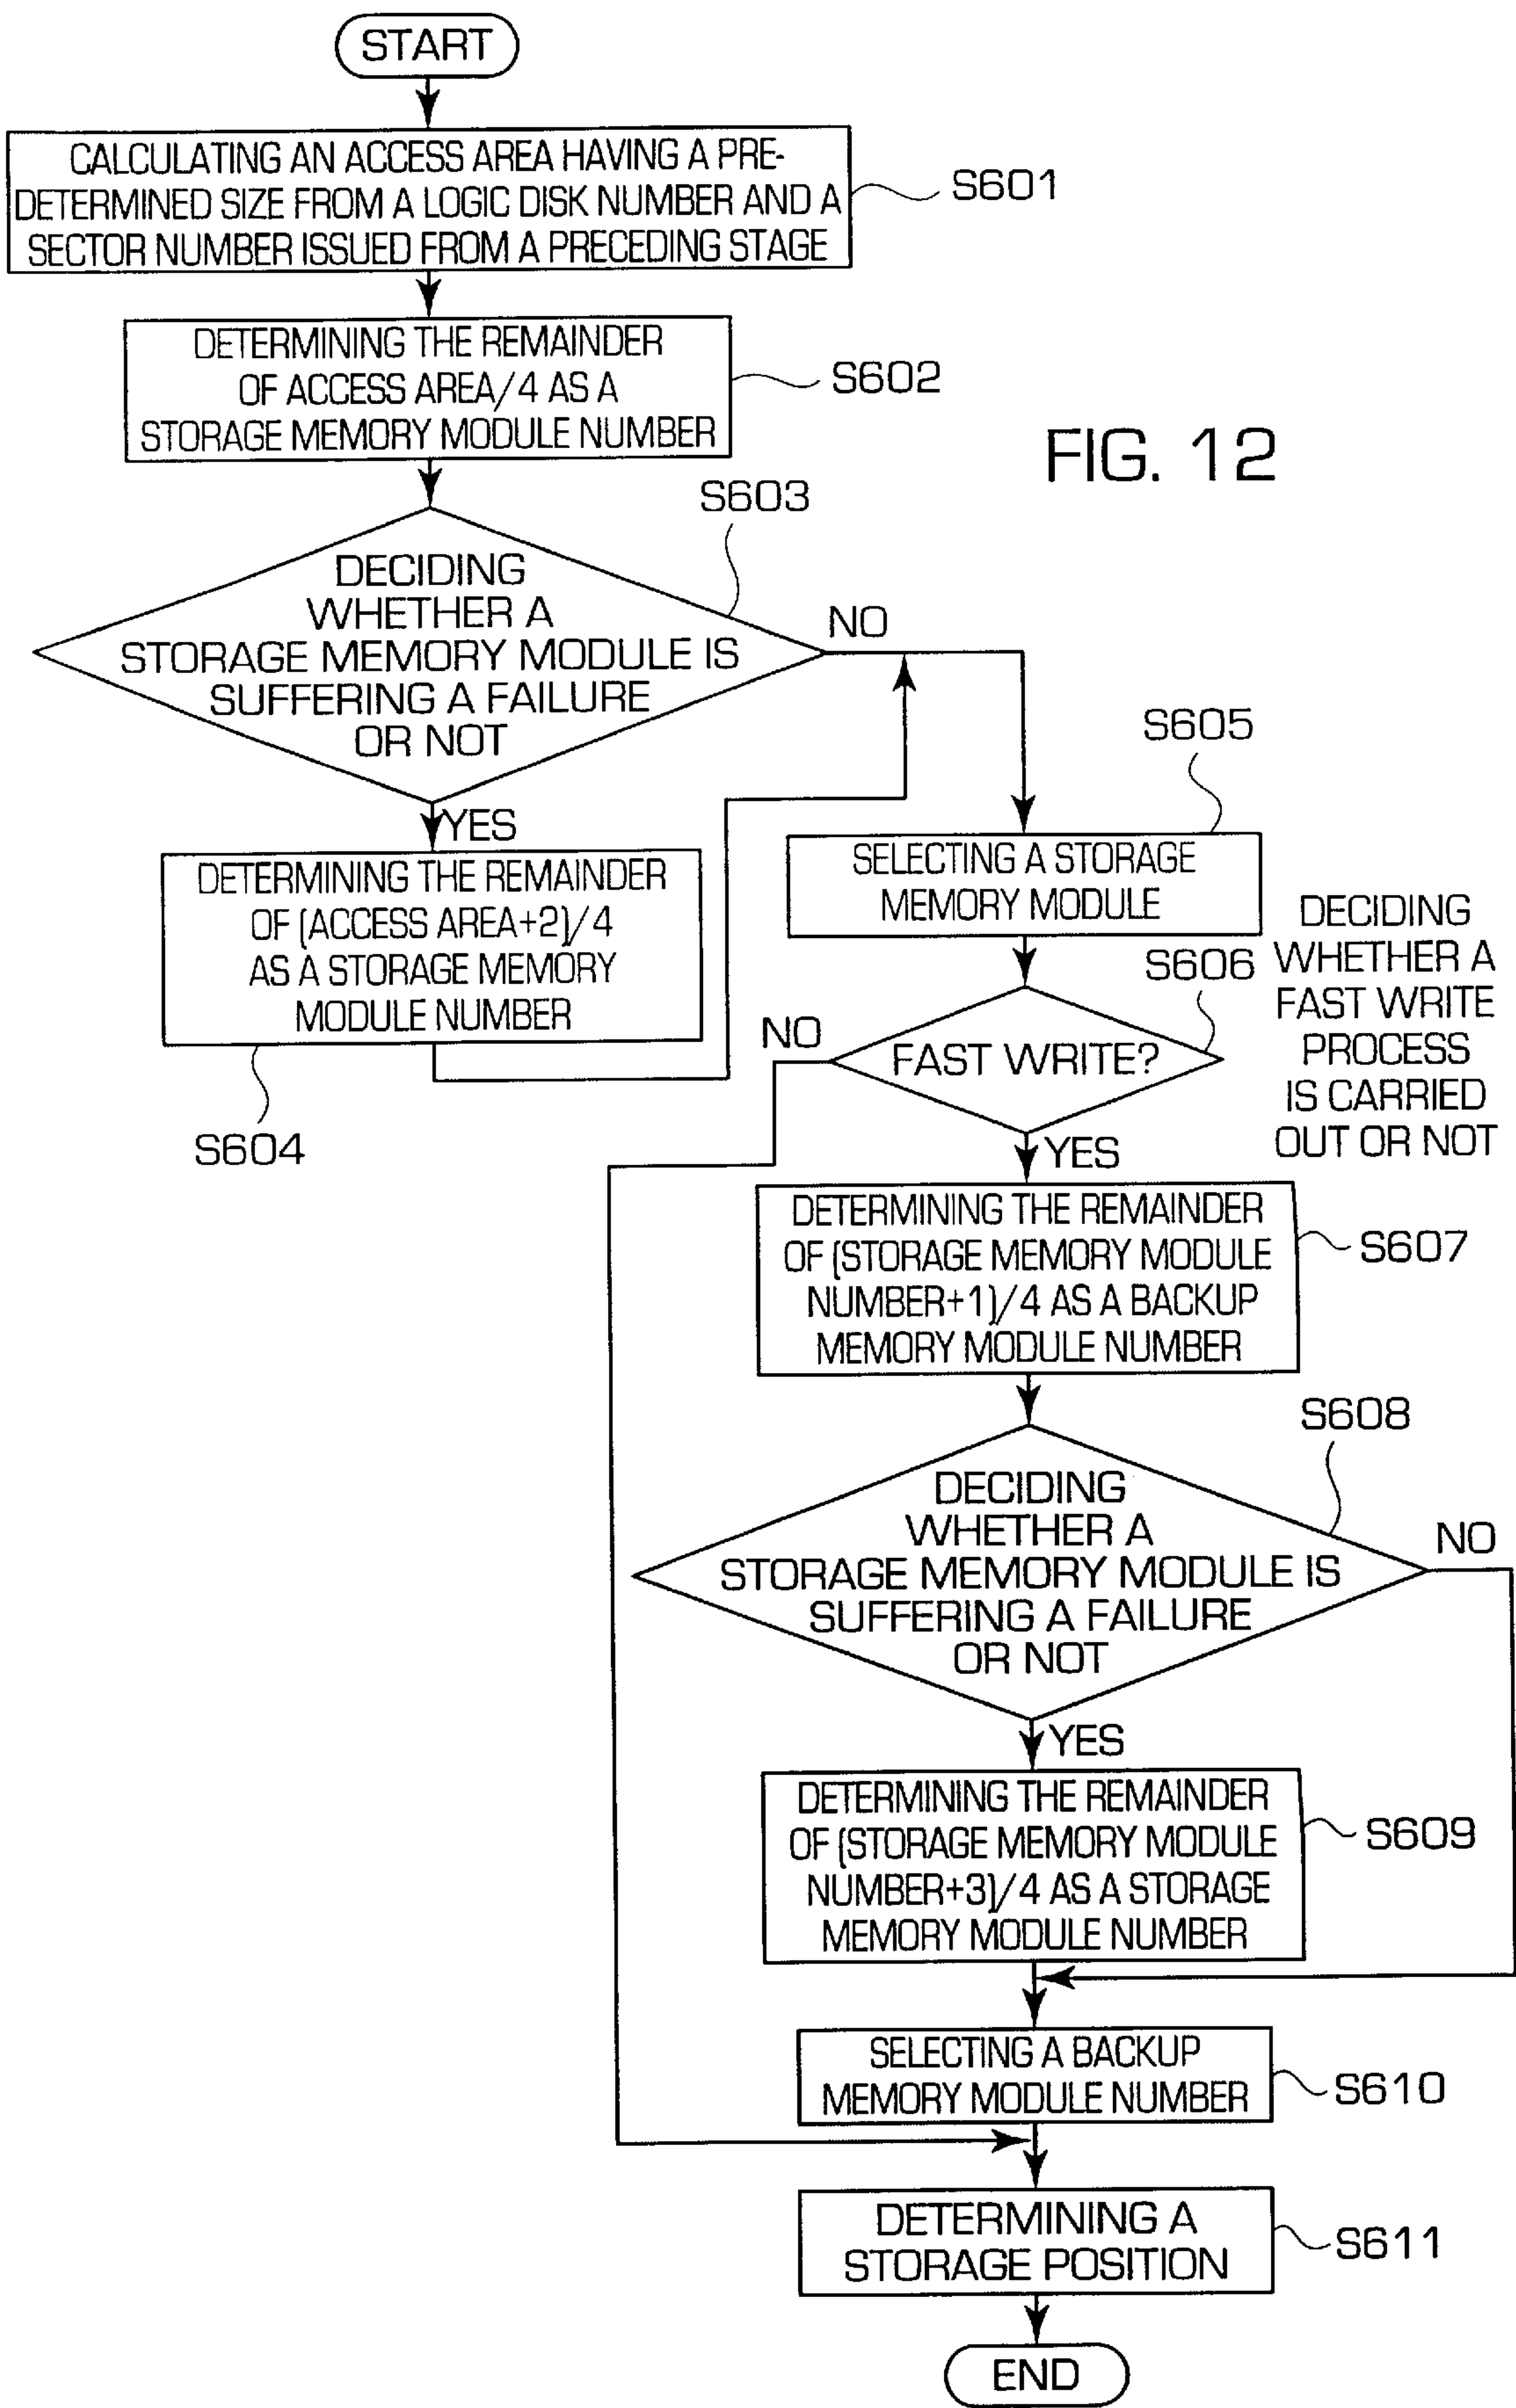 START
CALCULATING AN ACCESS AREA HAVING A PRE-
DETERMINED SIZE FROM A LOGIC DISK NUMBER AND A
SECTOR NUMBER ISSUED FROM A PRECEDING STAGE
S601
DETERMINING THE REMAINDER
OF ACCESS AREA/4 AS A
STORAGE MEMORY MODULE NUMBER
S602
FIG. 12
S603
DECIDING
WHETHER A
STORAGE MEMORY MODULE IS
SUFFERING A FAILURE
OR NOT
NO
YES
DETERMINING THE REMAINDER
OF (ACCESS AREA+2)/4
AS A STORAGE MEMORY
MODULE NUMBER
S604
S605
SELECTING A STORAGE
MEMORY MODULE
S606
DECIDING
WHETHER A
FAST WRITE
PROCESS
IS CARRIED
OUT OR NOT
NO
FAST WRITE?
YES
DETERMINING THE REMAINDER
OF (STORAGE MEMORY MODULE
NUMBER+1)/4 AS A BACKUP
MEMORY MODULE NUMBER
S607
S608
DECIDING
WHETHER A
STORAGE MEMORY MODULE IS
SUFFERING A FAILURE
OR NOT
NO
YES
DETERMINING THE REMAINDER
OF (STORAGE MEMORY MODULE
NUMBER+3)/4 AS A STORAGE
MEMORY MODULE NUMBER
S609
SELECTING A BACKUP
MEMORY MODULE NUMBER
S610
DETERMINING A
STORAGE POSITION
S611
END